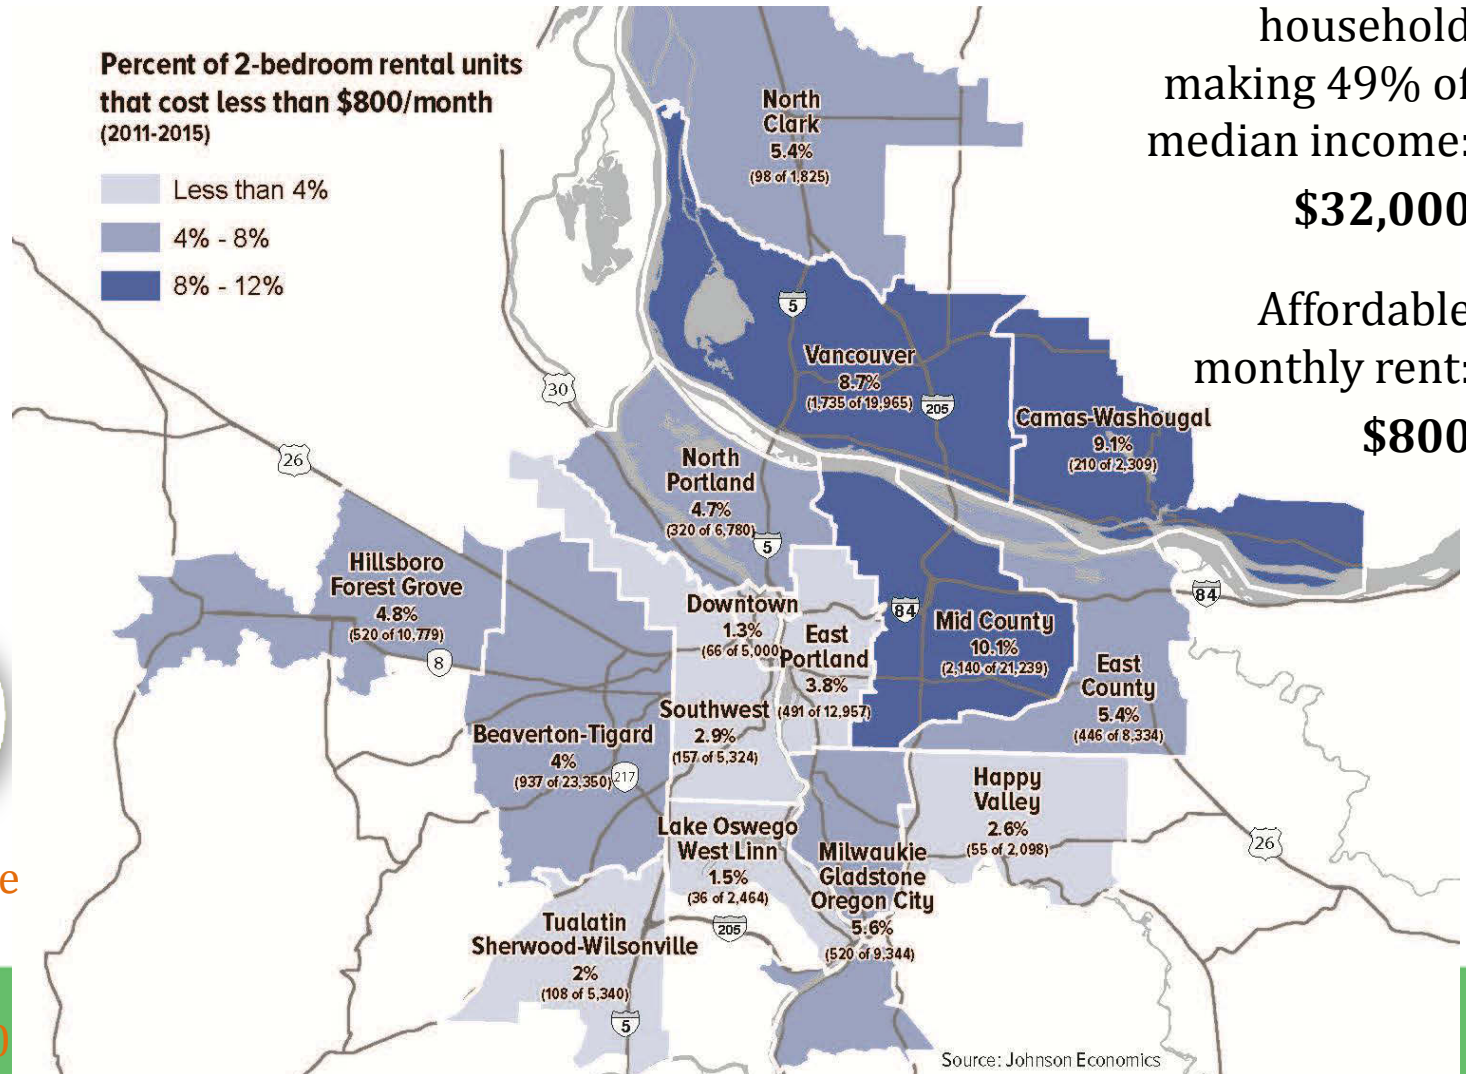 Percent of 2-bedroom rental units
that cost less than $800/month
(2011-2015)
Less than 4%
4% - 8%
8% - 12%
household
making 49% of
median income:
$32,000
Affordable
monthly rent:
$800
North
Clark
5.4%
(98 of 1,825)
5
Vancouver
8.7%
(1,735 of 19,965)
205
Camas-Washougal
9.1%
(210 of 2,309)
30
26
North
Portland
4.7%
(320 of 6,780)
5
Hillsboro
Forest Grove
4.8%
(520 of 10,779)
8
Downtown
1.3%
(66 of 5,000)
East
Portland
3.8%
(491 of 12,957)
84
Mid County
10.1%
(2,140 of 21,239)
84
East
County
5.4%
(446 of 8,334)
Southwest
2.9%
(157 of 5,324)
Beaverton-Tigard
4%
(937 of 23,350)
217
Happy
Valley
2.6%
(55 of 2,098)
26
Lake Oswego
West Linn
1.5%
(36 of 2,464)
205
Milwaukie
Gladstone
Oregon City
5.6%
(520 of 9,344)
Tualatin
Sherwood-Wilsonville
2%
(108 of 5,340)
5
e
0
Source: Johnson Economics